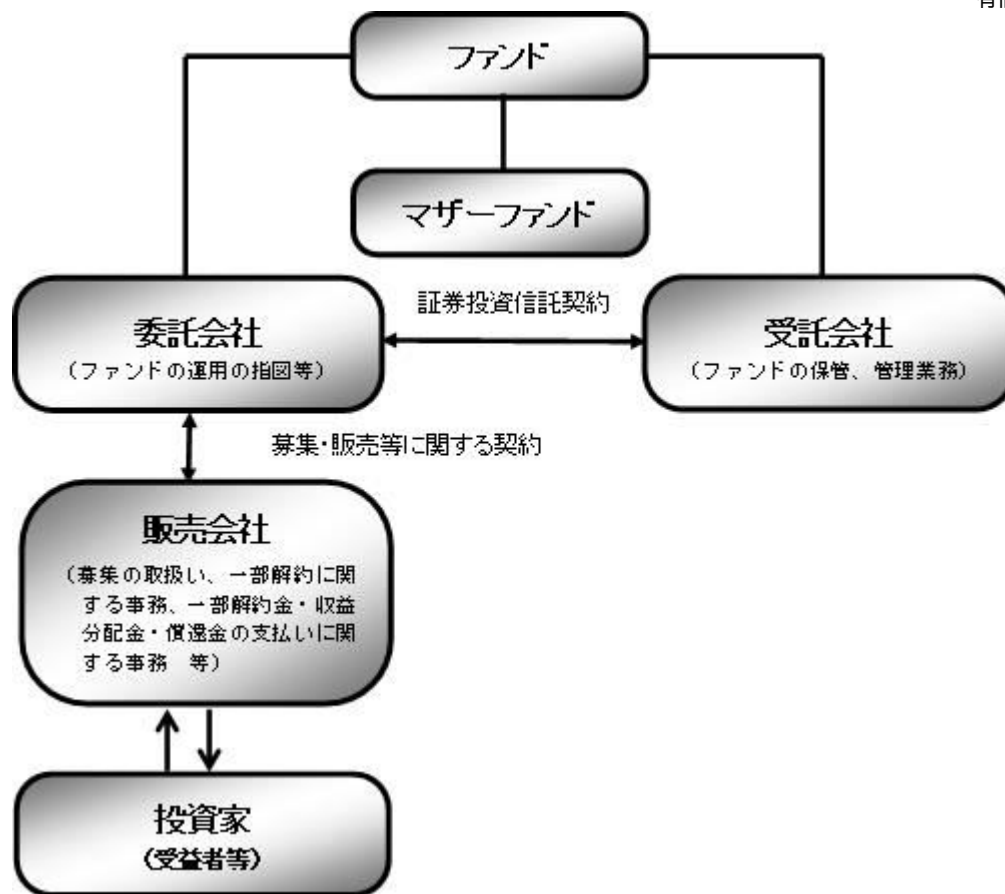 ファンド
マザーファンド
証券投資信託契約
委託会社
（ファンドの運用の指図等）
受託会社
（ファンドの保管、管理業務）
募集・販売等に関する契約
販売会社
（募集の取扱い、一部解約に関
する事務、一部解約金・収益
分配金・償還金の支払いに関
する事務　等）
投資家
（受益者等）